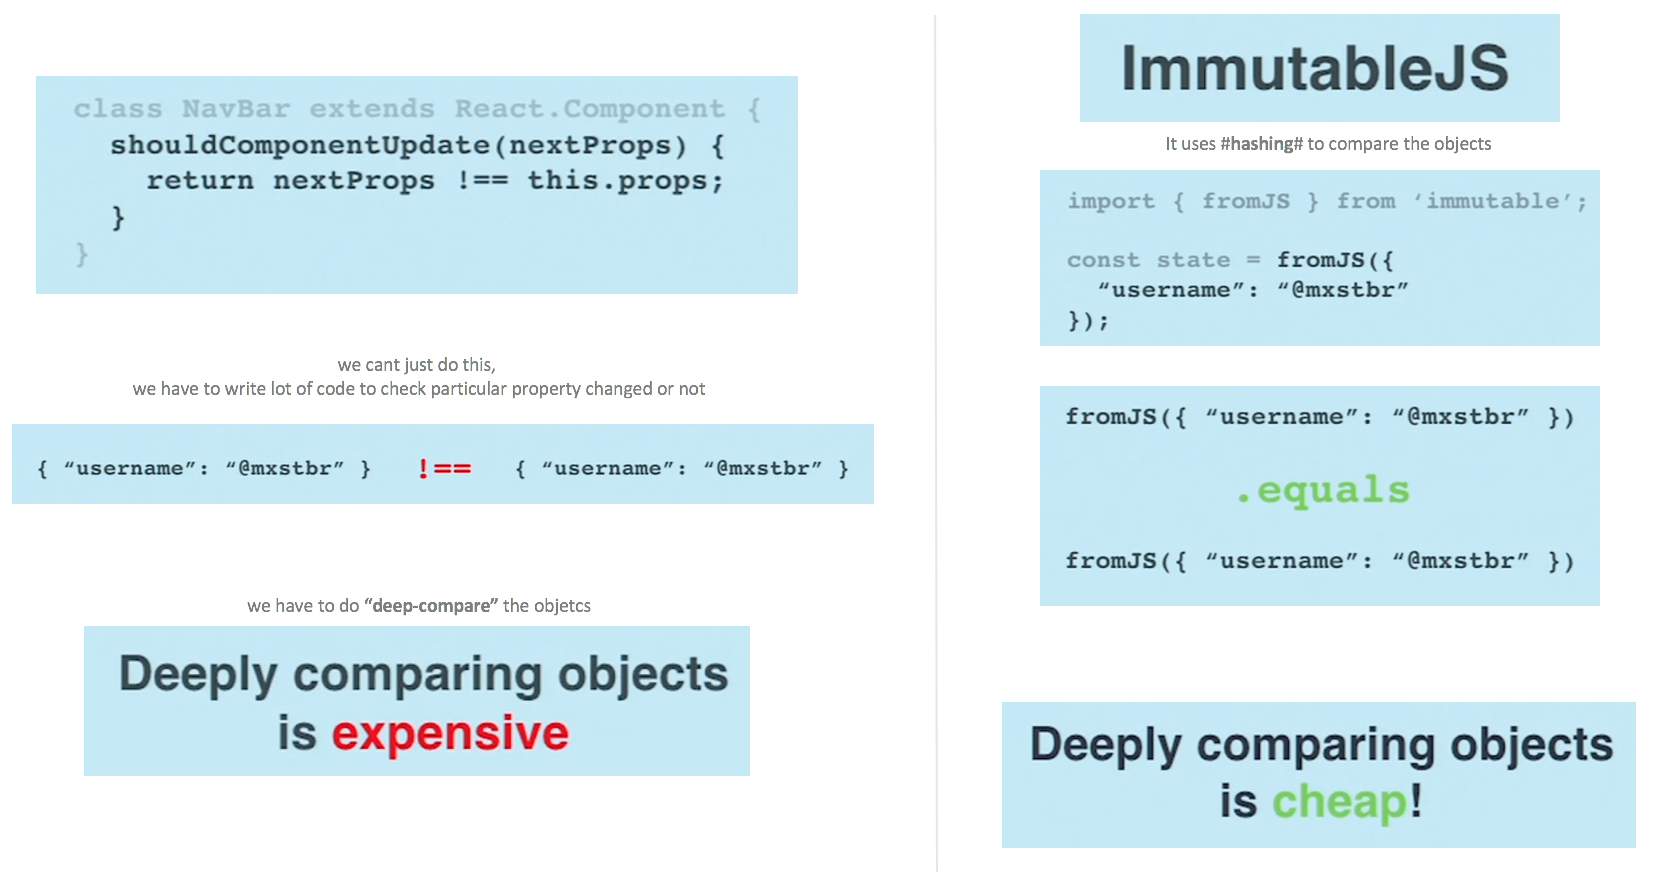 class NavBar extends React.Component {
shouldComponentUpdate(nextProps) {
return nextProps !== this.props;
}
}
we cant just do this,
we have to write lot of code to check particular property changed or not
{ “username”: “@mxstbr” } !== { “username”: “@mxstbr” }
we have to do “deep-compare” the objetcs
Deeply comparing objects
is expensive
ImmutableJS
It uses #hashing# to compare the objects
import { fromJS } from ‘immutable’;
const state = fromJS({
“username”: “@mxstbr”
});
fromJS({ “username”: “@mxstbr” })
.equals
fromJS({ “username”: “@mxstbr” })
Deeply comparing objects
is cheap!